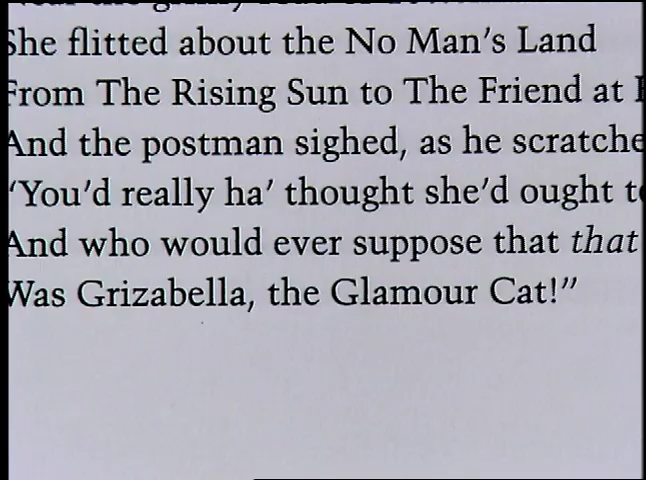 She flitted about the No Man's Land
From The Rising Sun to The Friend at
And the postman sighed, as he scratche
"You'd really ha' thought she'd ought t
And who would ever suppose that that
Was Grizabella, the Glamour Cat!"